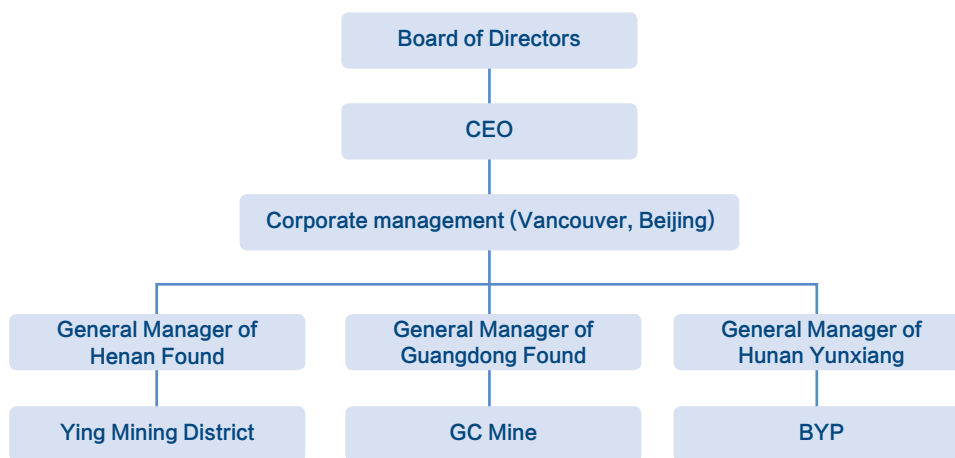 Board of Directors
CEO
Corporate management (Vancouver, Beijing)
General Manager of
Henan Found
General Manager of
Guangdong Found
General Manager of
Hunan Yunxiang
Ying Mining District
GC Mine
BYP